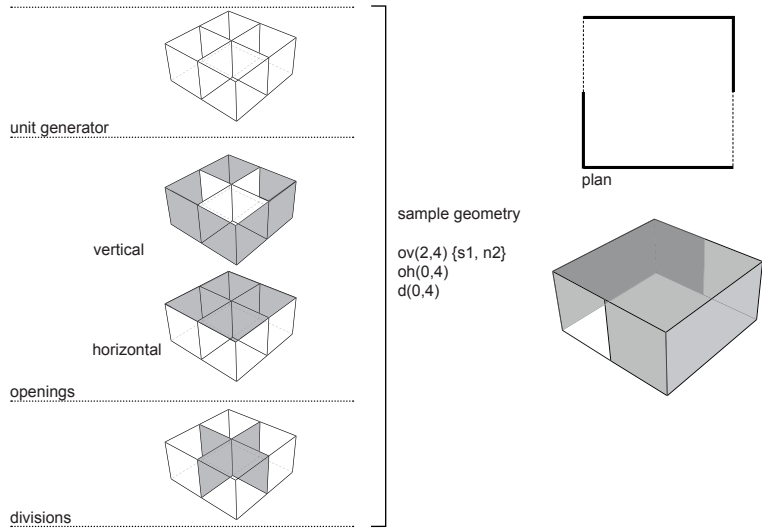 unit generator
vertical
horizontal
openings
divisions
sample geometry
ov(2,4) {s1, n2}
oh(0,4)
d(0,4)
plan